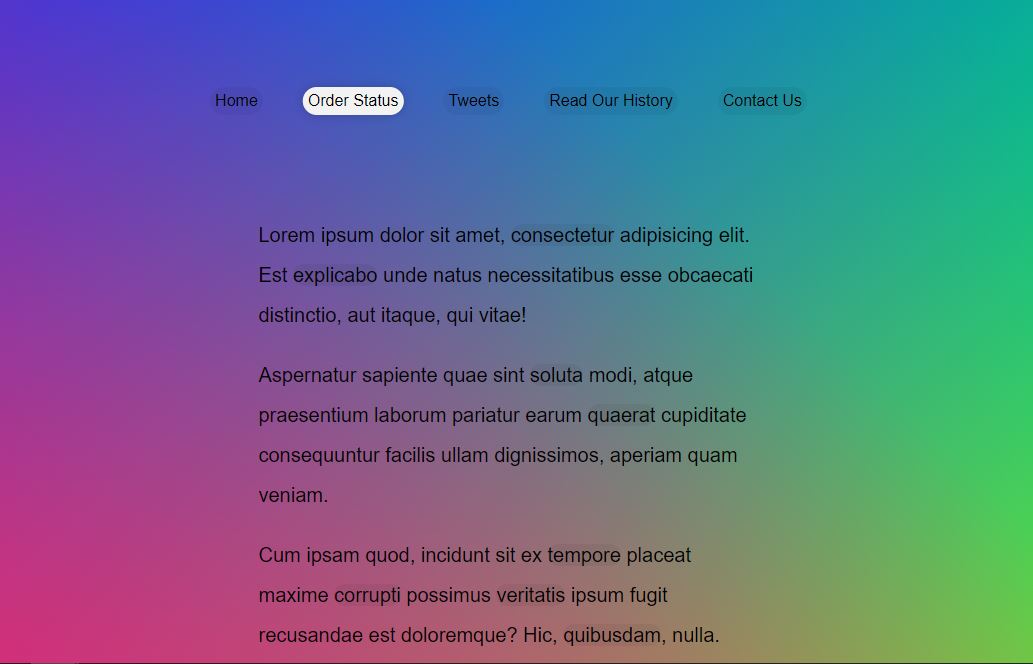 Home Order Status Tweets Read Our History Contact Us
Lorem ipsum dolor sit amet, consectetur adipisicing elit.
Est explicabo unde natus necessitatibus esse obcaecati
distinctio, aut itaque, qui vitae!
Aspernatur sapiente quae sint soluta modi, atque
praesentium laborum pariatur earum quaerat cupiditate
consequuntur facilis ullam dignissimos, aperiam quam
veniam.
Cum ipsam quod, incidunt sit ex tempore placeat
maxime corrupti possimus veritatis ipsum fugit
recusandae est doloremque? Hic, quibusdam, nulla.